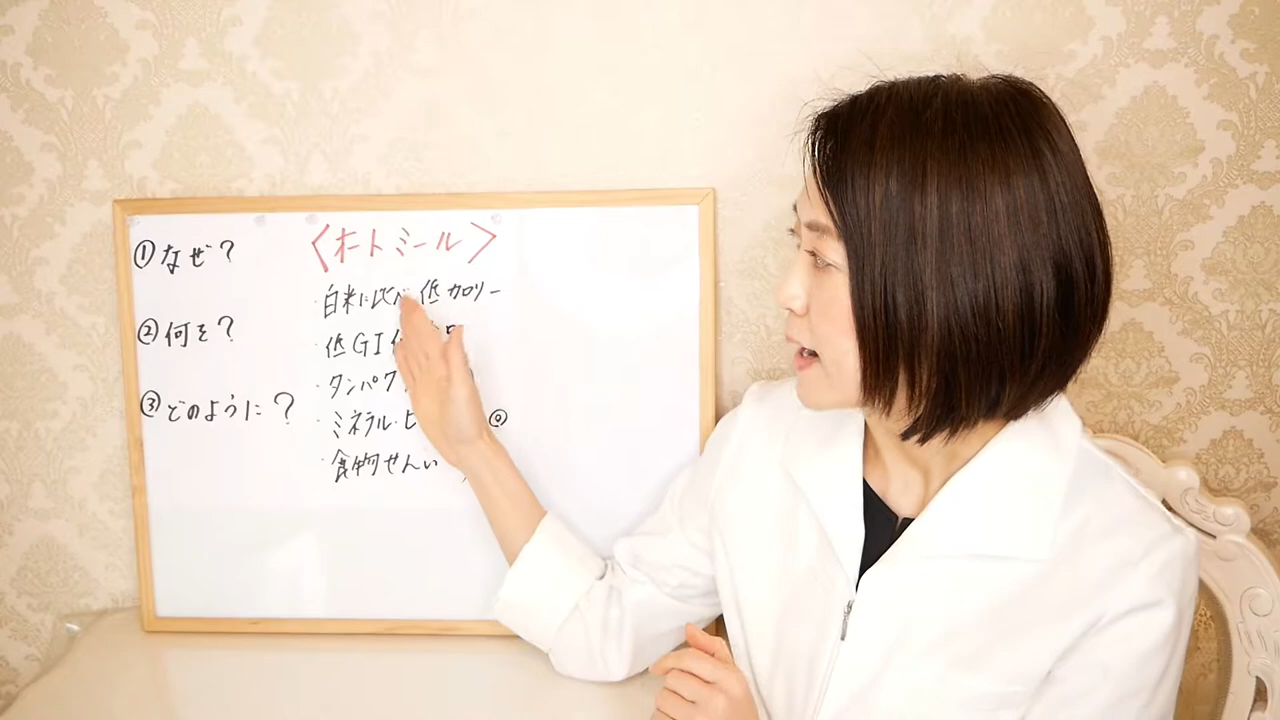 ①なぜ?
②何を?
③どのように?
〈オートミール〉
・白米に比べ低カロリー
・低GI
・タンパク
・ミネラル・ビ ◎
・食物せんい